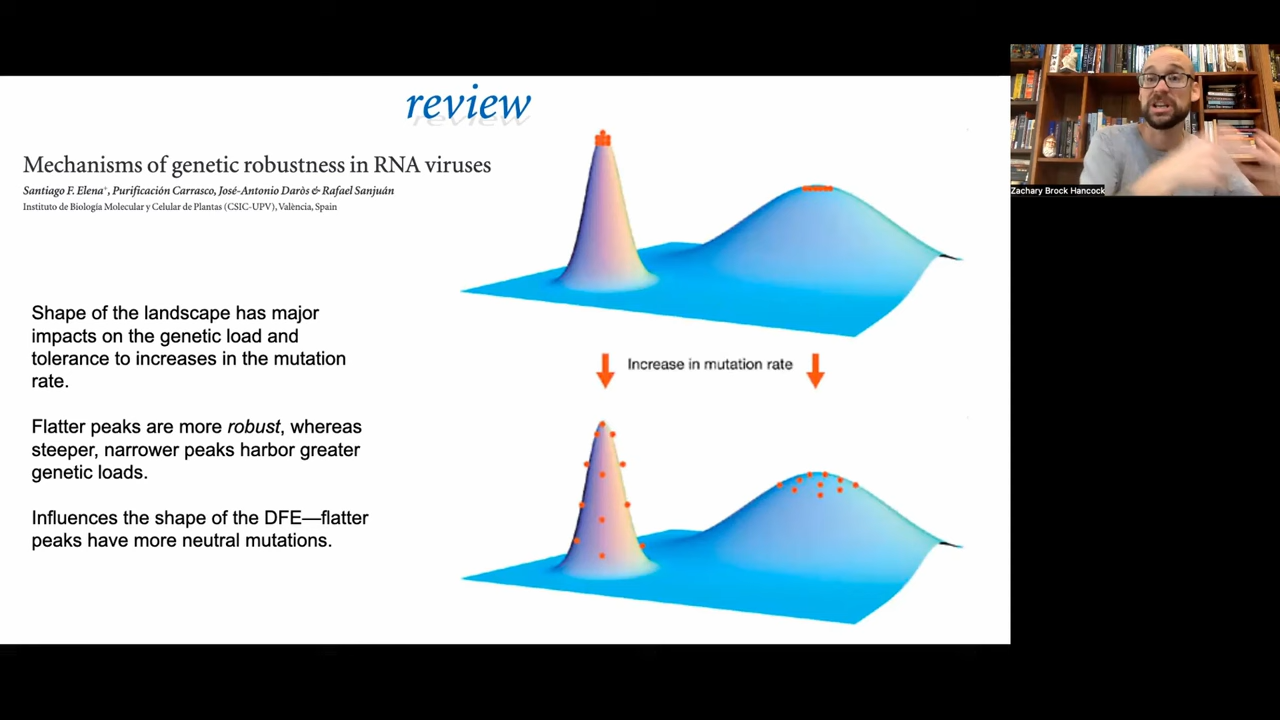 review
Mechanisms of genetic robustness in RNA viruses
Santiago F. Elena⁺, Purificación Carrasco, José-Antonio Daròs & Rafael Sanjuán
Instituto de Biología Molecular y Celular de Plantas (CSIC-UPV), València, Spain
Shape of the landscape has major
impacts on the genetic load and
tolerance to increases in the mutation
rate.
Flatter peaks are more robust, whereas
steeper, narrower peaks harbor greater
genetic loads.
Influences the shape of the DFE—flatter
peaks have more neutral mutations.
Increase in mutation rate
Zachary Brock Hancock